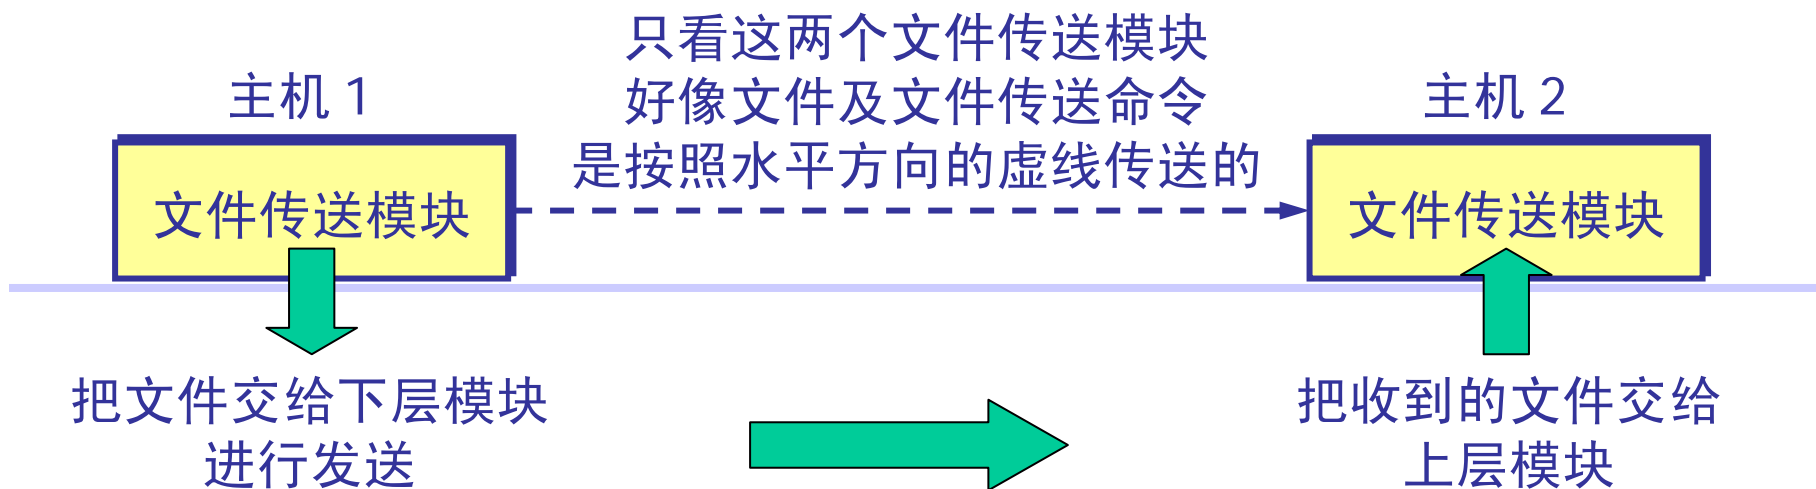 只看这两个文件传送模块
好像文件及文件传送命令
是按照水平方向的虚线传送的
主机 1
主机 2
文件传送模块
文件传送模块
把文件交给下层模块
进行发送
把收到的文件交给
上层模块